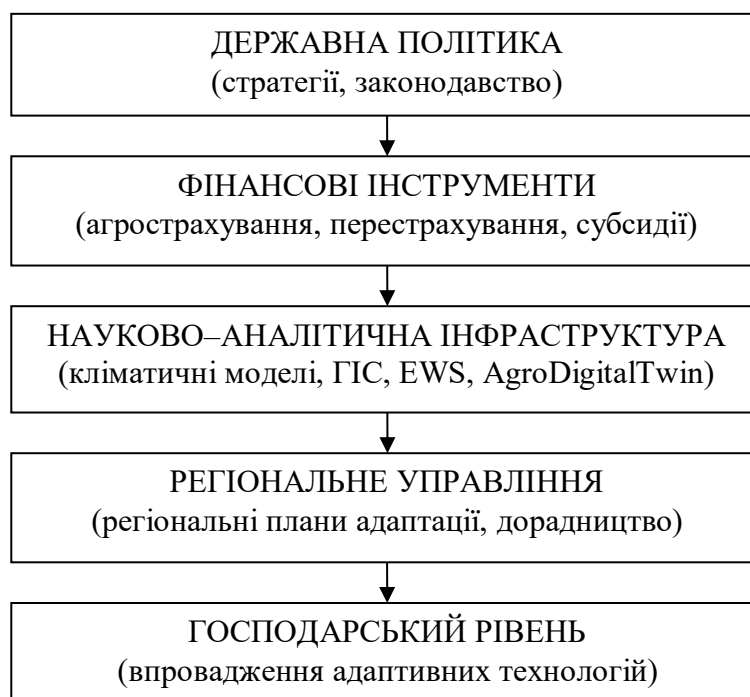 ДЕРЖАВНА ПОЛІТИКА
(стратегії, законодавство)
ФІНАНСОВІ ІНСТРУМЕНТИ
(агрострахування, перестрахування, субсидії)
НАУКОВО–АНАЛІТИЧНА ІНФРАСТРУКТУРА
(кліматичні моделі, ГІС, EWS, AgroDigitalTwin)
РЕГІОНАЛЬНЕ УПРАВЛІННЯ
(регіональні плани адаптації, дорадництво)
ГОСПОДАРСЬКИЙ РІВЕНЬ
(впровадження адаптивних технологій)